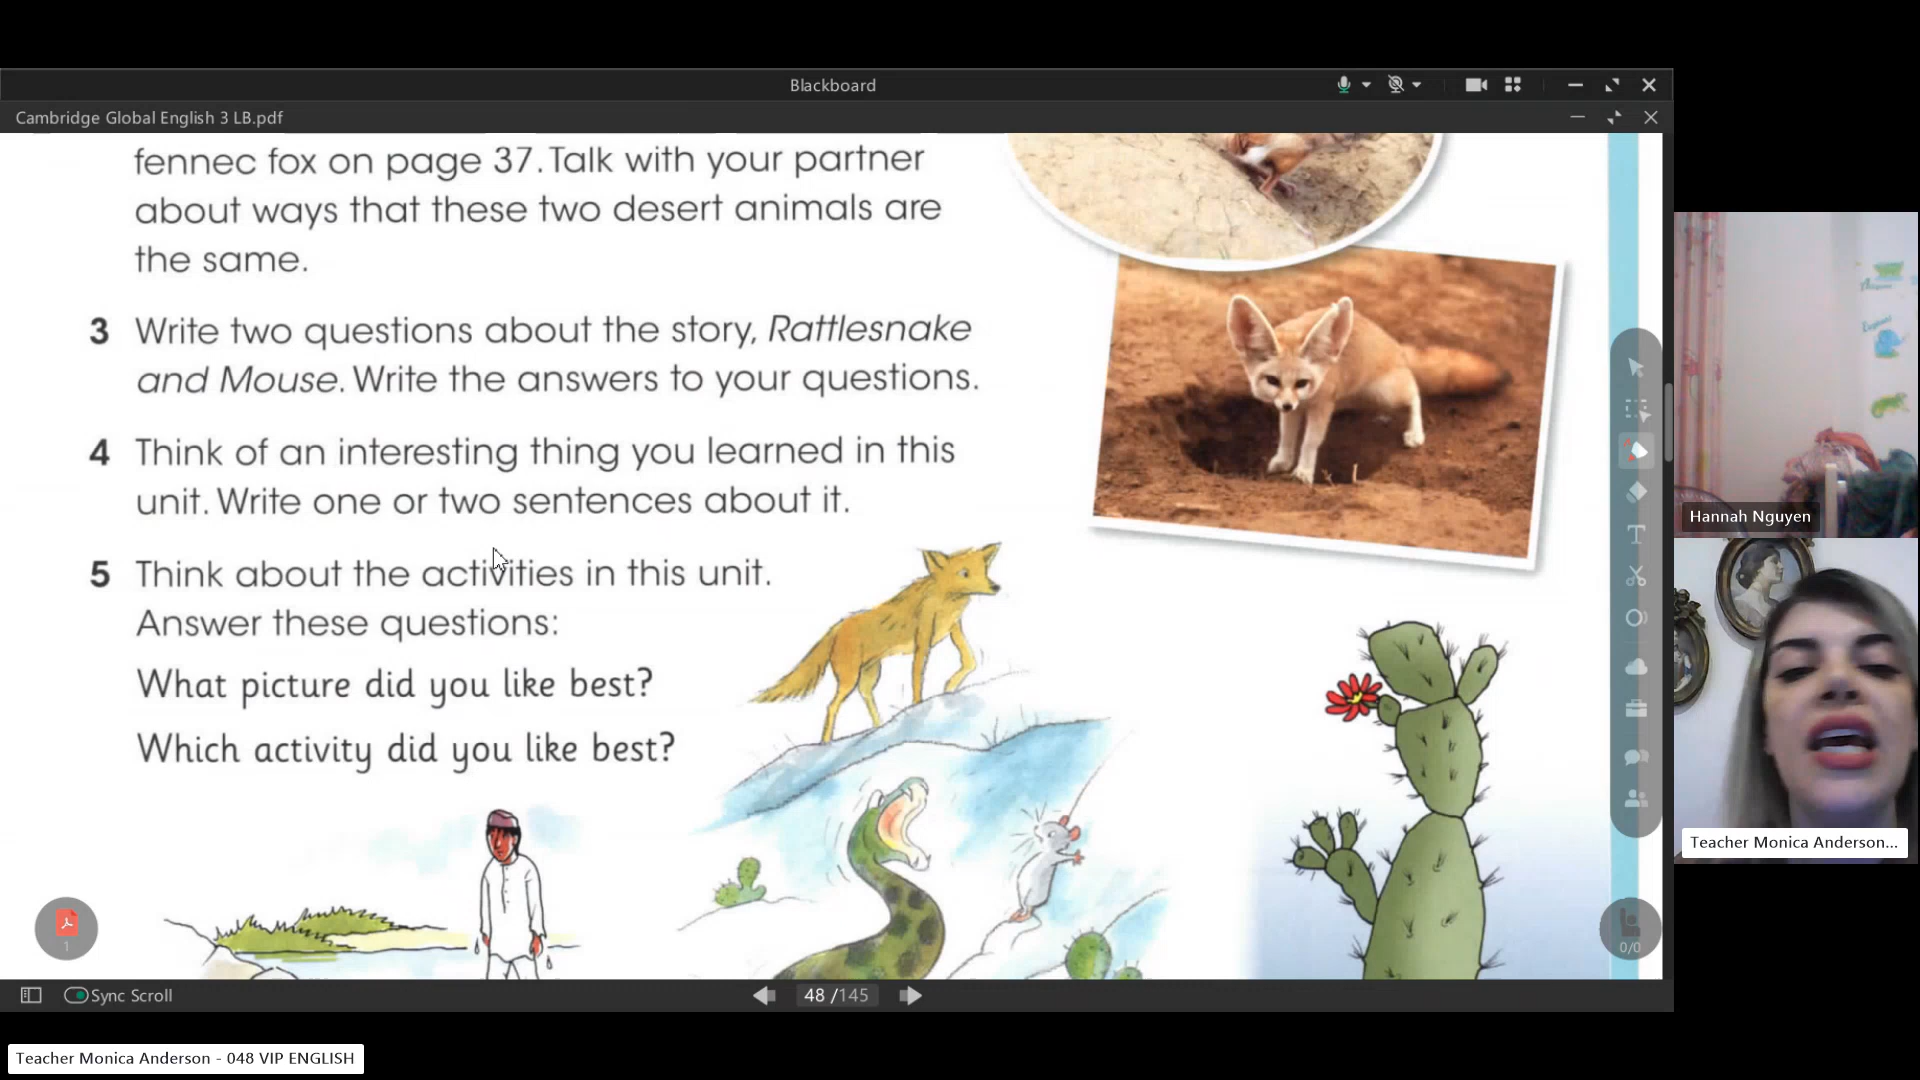 Blackboard
Cambridge Global English 3 LB.pdf
fennec fox on page 37. Talk with your partner
about ways that these two desert animals are
the same.
3 Write two questions about the story, Rattlesnake
and Mouse. Write the answers to your questions.
4 Think of an interesting thing you learned in this
unit. Write one or two sentences about it.
5 Think about the activities in this unit.
Answer these questions:
What picture did you like best?
Which activity did you like best?
Hannah Nguyen
Teacher Monica Anderson...
1
0/0
Sync Scroll
48 /145
Teacher Monica Anderson - 048 VIP ENGLISH